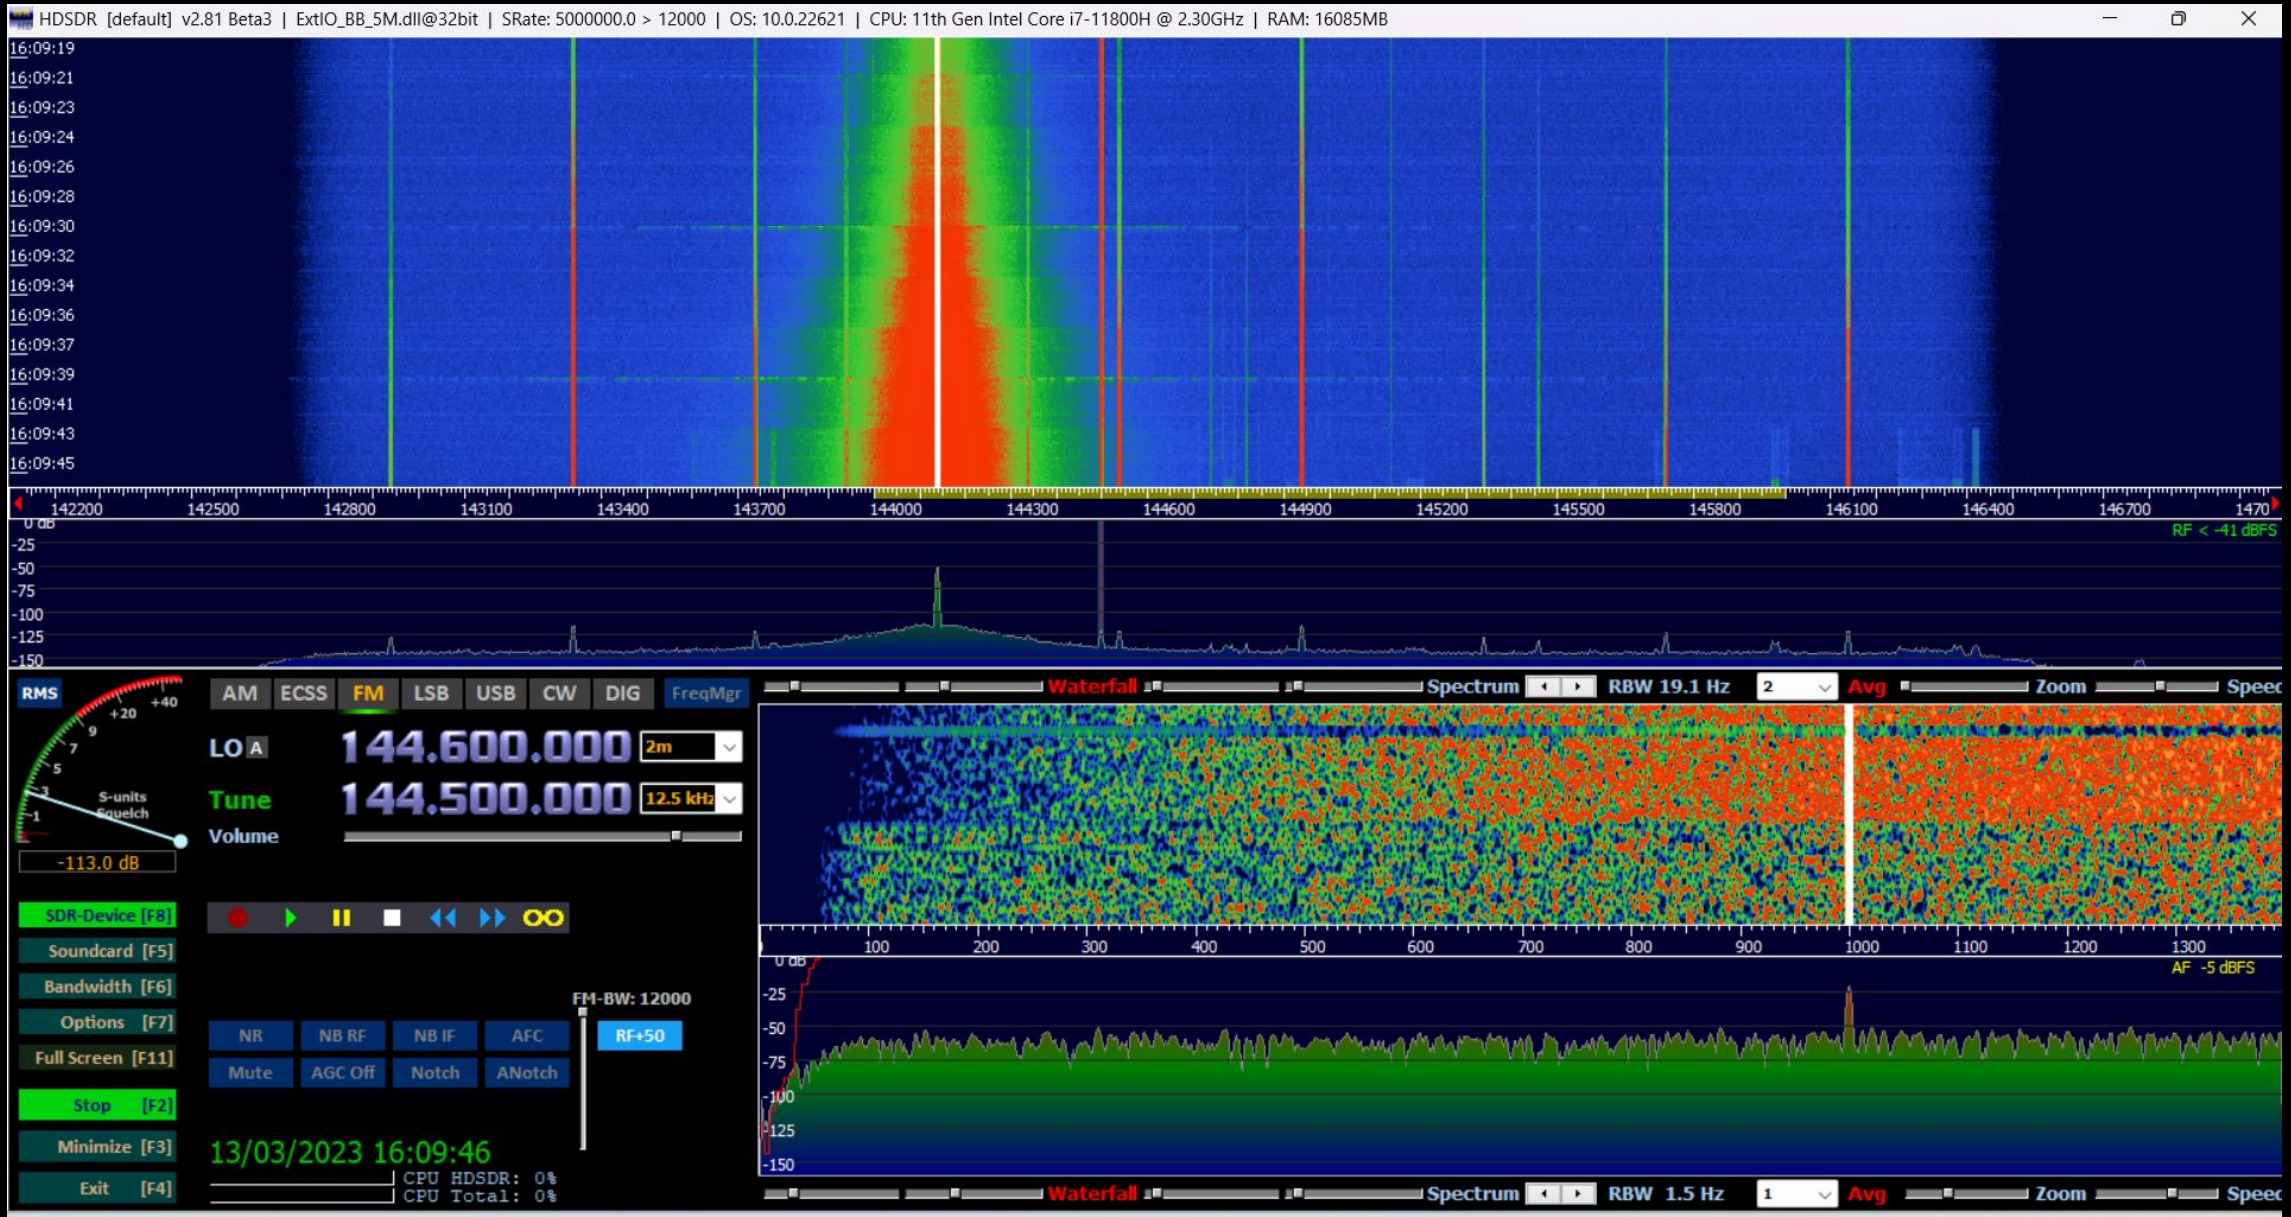 HDSDR [default] v2.81 Beta3 | ExtIO_BB_5M.dll@32bit | SRate: 5000000.0 > 12000 | OS: 10.0.22621 | CPU: 11th Gen Intel Core i7-11800H @ 2.30GHz | RAM: 16085MB
16:09:19
16:09:21
16:09:23
16:09:24
16:09:26
16:09:28
16:09:30
16:09:32
16:09:34
16:09:36
16:09:37
16:09:39
16:09:41
16:09:43
16:09:45
142200 142500 142800 143100 143400 143700 144000 144300 144600 144900 145200 145500 145800 146100 146400 146700 1470
0 dB
RF < -41 dBFS
-25
-50
-75
-100
-125
-150
RMS
+40
+20
9
7
5
3
1
S-units
Squelch
-113.0 dB
AM ECSS FM LSB USB CW DIG FreqMgr
LO A 144.600.000 2m
Tune 144.500.000 12.5 kHz
Volume
Waterfall Spectrum RBW 19.1 Hz 2 Avg Zoom Speed
SDR-Device [F8]
Soundcard [F5]
Bandwidth [F6]
Options [F7]
Full Screen [F11]
Stop [F2]
Minimize [F3]
Exit [F4]
FM-BW: 12000
NR NB RF NB IF AFC RF+50
Mute AGC Off Notch ANotch
13/03/2023 16:09:46
CPU HDSDR: 0%
CPU Total: 0%
100 200 300 400 500 600 700 800 900 1000 1100 1200 1300
0 dB
AF -5 dBFS
-25
-50
-75
-100
-125
-150
Waterfall Spectrum RBW 1.5 Hz 1 Avg Zoom Speed